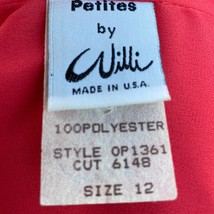 Petites
by
Willi
MADE IN U.S.A.
100POLYESTER
STYLE OP1361
CUT 6148
SIZE 12